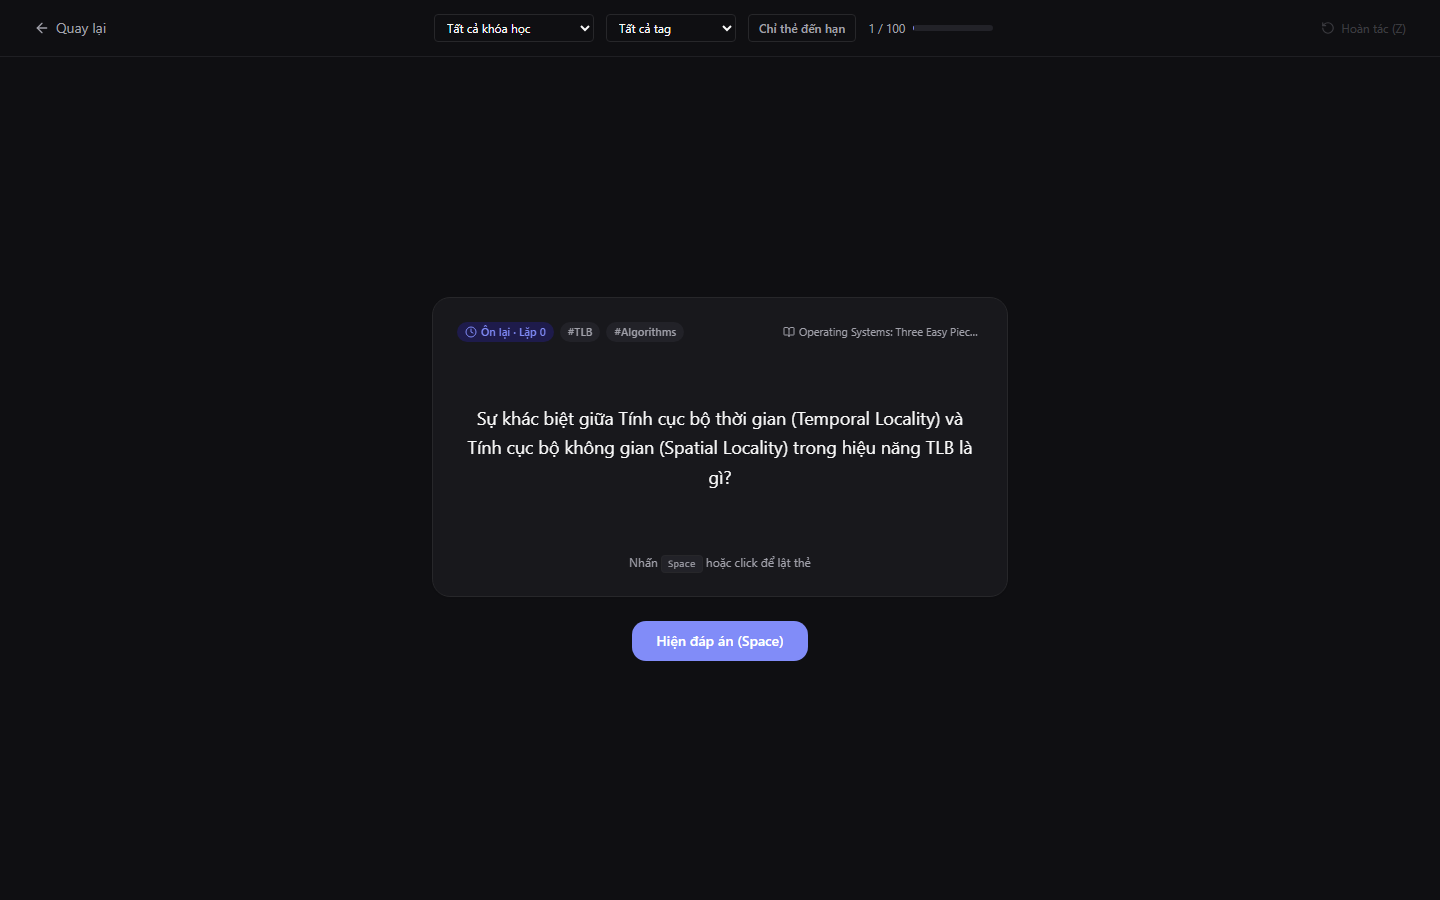 Quay lại
Tất cả khóa học
Tất cả tag
Chỉ thẻ đến hạn
1 / 100
Hoàn tác (Z)
Ôn lại · Lặp 0
#TLB
#Algorithms
Operating Systems: Three Easy Piec...
Sự khác biệt giữa Tính cục bộ thời gian (Temporal Locality) và
Tính cục bộ không gian (Spatial Locality) trong hiệu năng TLB là
gì?
Nhấn Space hoặc click để lật thẻ
Hiện đáp án (Space)